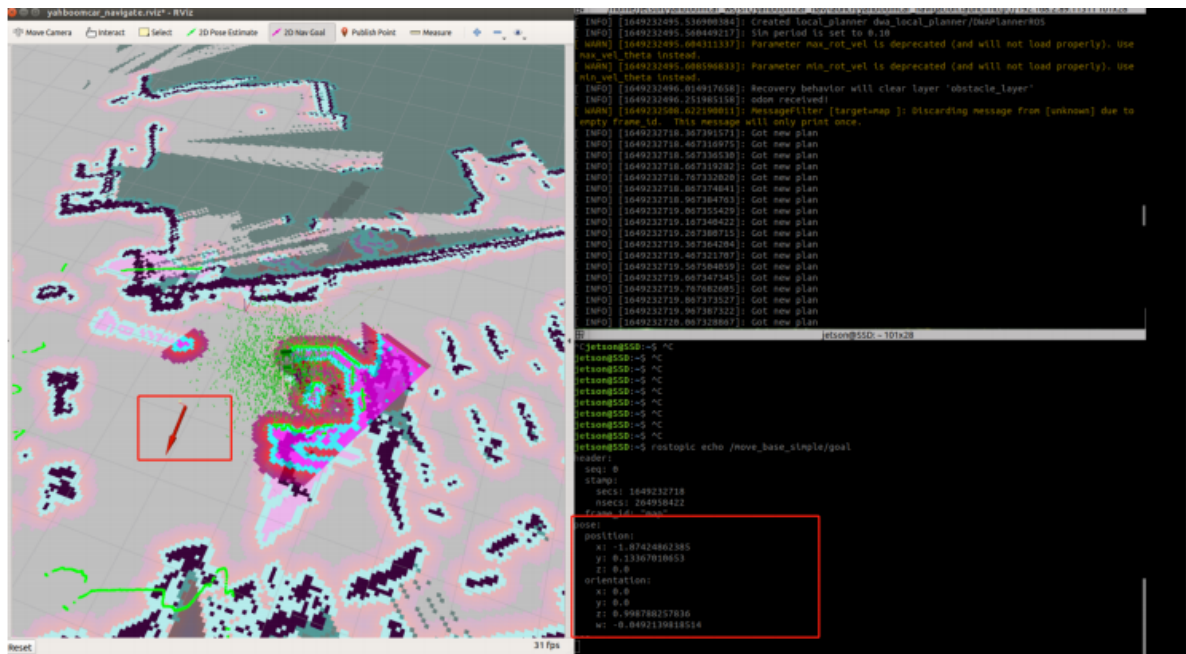 yahboomcar_navigate.rviz* - RViz
Move Camera Interact Select 2D Pose Estimate 2D Nav Goal Publish Point Measure
Reset
31 fps
INFO] [1649232495.536900384]: Created local_planner dwa_local_planner/DWAPlannerROS
INFO] [1649232495.560449217]: Sim period is set to 0.10
WARN] [1649232495.604311337]: Parameter max_rot_vel is deprecated (and will not load properly). Use
max_vel_theta instead.
WARN] [1649232495.608596833]: Parameter min_rot_vel is deprecated (and will not load properly). Use
min_vel_theta instead.
INFO] [1649232496.014917658]: Recovery behavior will clear layer 'obstacle_layer'
INFO] [1649232496.251985158]: odom received!
MessageFilter [target=map ]: Discarding message from [unknown] due to
empty frame_id. This message will only print once.
INFO] [1649232718.367391571]: Got new plan
INFO] [1649232718.467316975]: Got new plan
INFO] [1649232718.567336530]: Got new plan
INFO] [1649232718.667319282]: Got new plan
INFO] [1649232718.767332020]: Got new plan
INFO] [1649232718.867374841]: Got new plan
INFO] [1649232718.967384763]: Got new plan
INFO] [1649232719.067355429]: Got new plan
INFO] [1649232719.167340422]: Got new plan
INFO] [1649232719.267380715]: Got new plan
INFO] [1649232719.367364204]: Got new plan
INFO] [1649232719.467321707]: Got new plan
INFO] [1649232719.567504059]: Got new plan
INFO] [1649232719.667347345]: Got new plan
INFO] [1649232719.767602605]: Got new plan
INFO] [1649232719.867373527]: Got new plan
INFO] [1649232719.967307322]: Got new plan
INFO] [1649232720.067320867]: Got new plan
jetson@SSD: ~ 101x28
^Cjetson@SSD:~$ ^C
jetson@SSD:~$ ^C
jetson@SSD:~$ ^C
jetson@SSD:~$ ^C
jetson@SSD:~$ ^C
jetson@SSD:~$ ^C
jetson@SSD:~$ ^C
jetson@SSD:~$ ^C
jetson@SSD:~$ rostopic echo /move_base_simple/goal
header:
seq: 0
stamp:
secs: 1649232718
nsecs: 264950422
frame_id: "map"
pose:
position:
x: -1.87424862385
y: 0.13367010653
z: 0.0
orientation:
x: 0.0
y: 0.0
z: 0.998788257036
w: -0.0492139818514